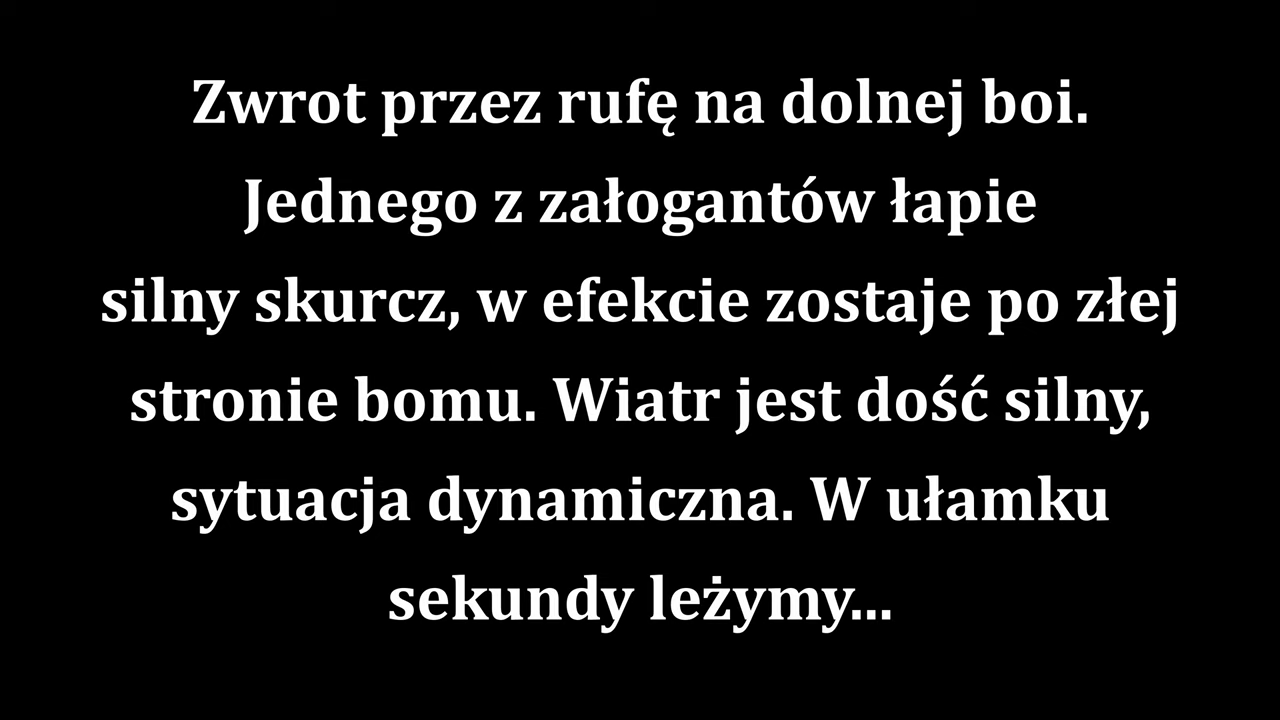 Zwrot przez rufę na dolnej boi.
Jednego z załogantów łapie
silny skurcz, w efekcie zostaje po złej
stronie bomu. Wiatr jest dość silny,
sytuacja dynamiczna. W ułamku
sekundy leżymy...